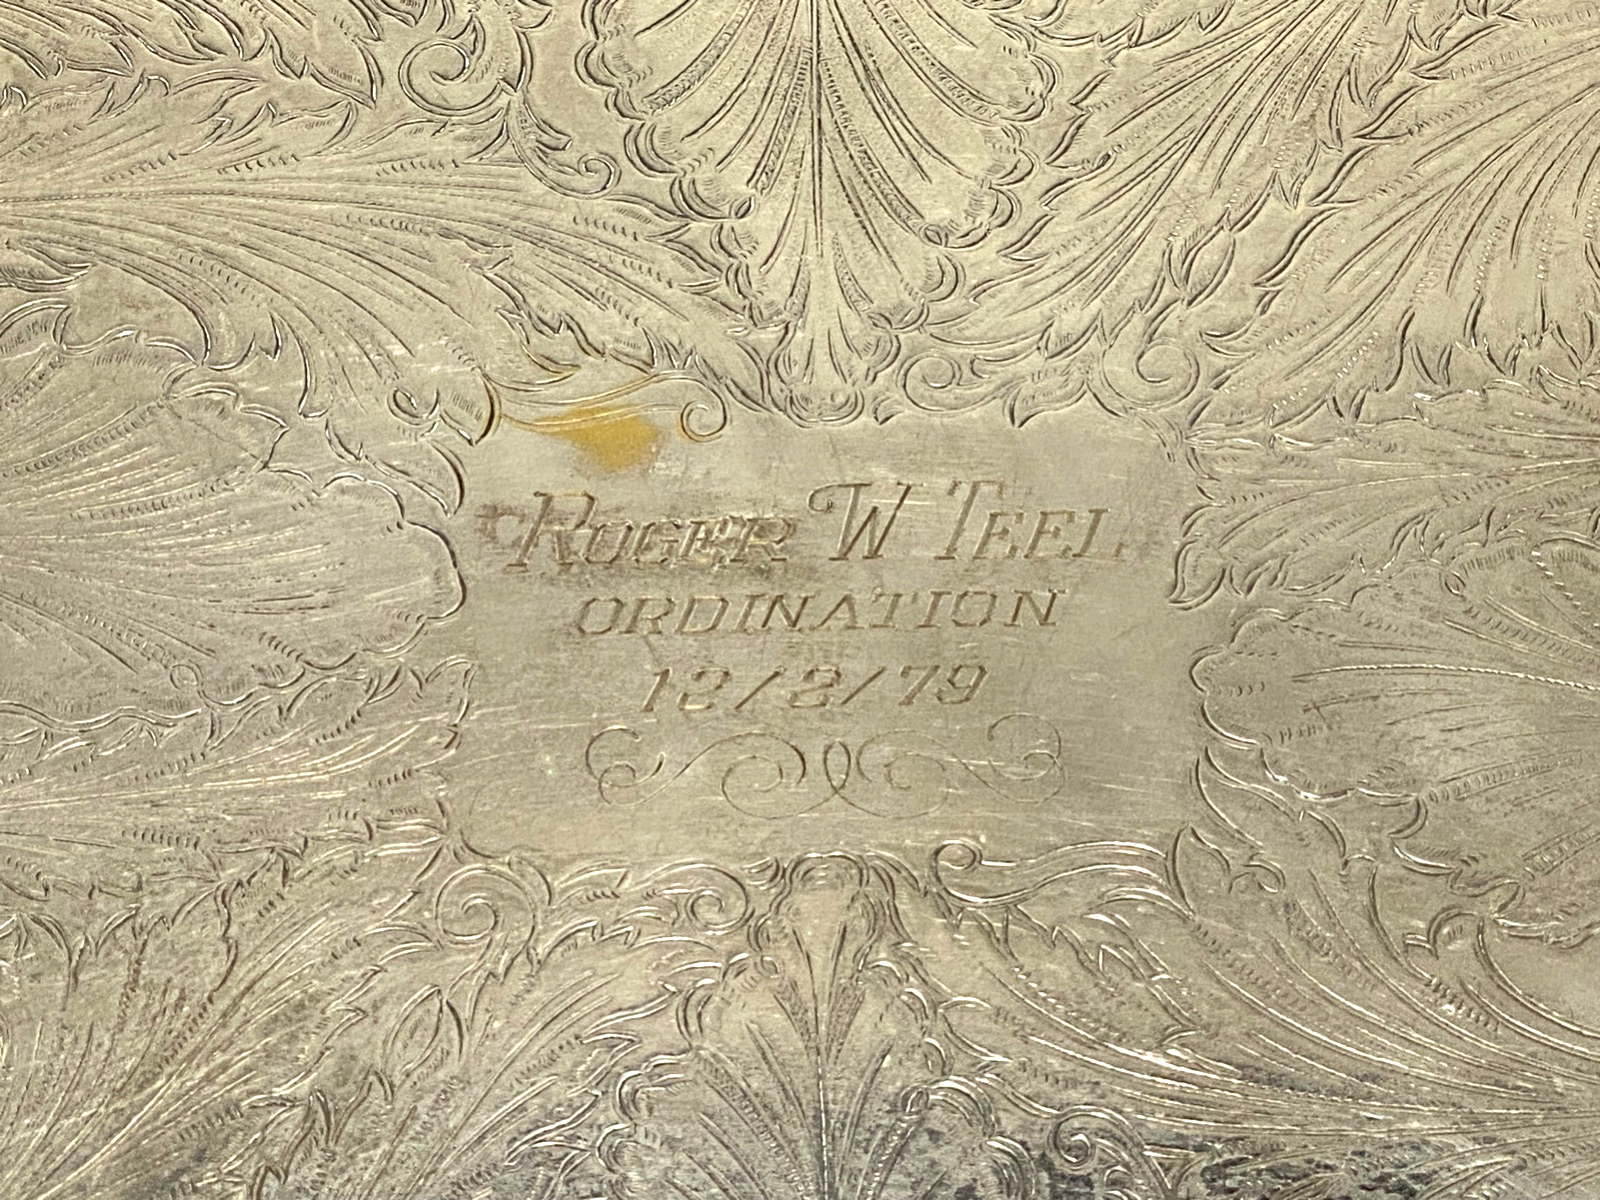 ROGER W TEEL
ORDINATION
12/2/79